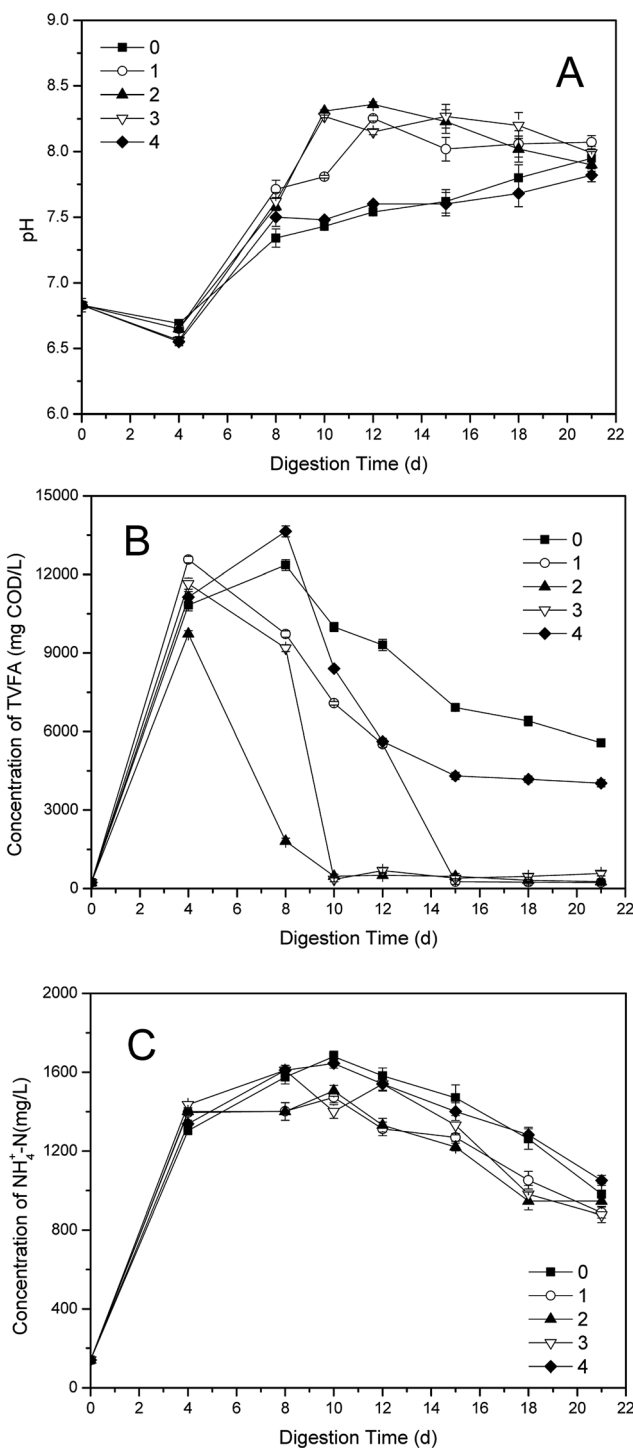 A
0
1
2
3
4
pH
9.0
8.5
8.0
7.5
7.0
6.5
6.0
0 2 4 6 8 10 12 14 16 18 20 22
Digestion Time (d)
B
0
1
2
3
4
Concentration of TVFA (mg COD/L)
15000
12000
9000
6000
3000
0
0 2 4 6 8 10 12 14 16 18 20 22
Digestion Time (d)
C
Concentration of NH₄⁺-N(mg/L)
2000
1600
1200
800
400
0
0
1
2
3
4
0 2 4 6 8 10 12 14 16 18 20 22
Digestion Time (d)